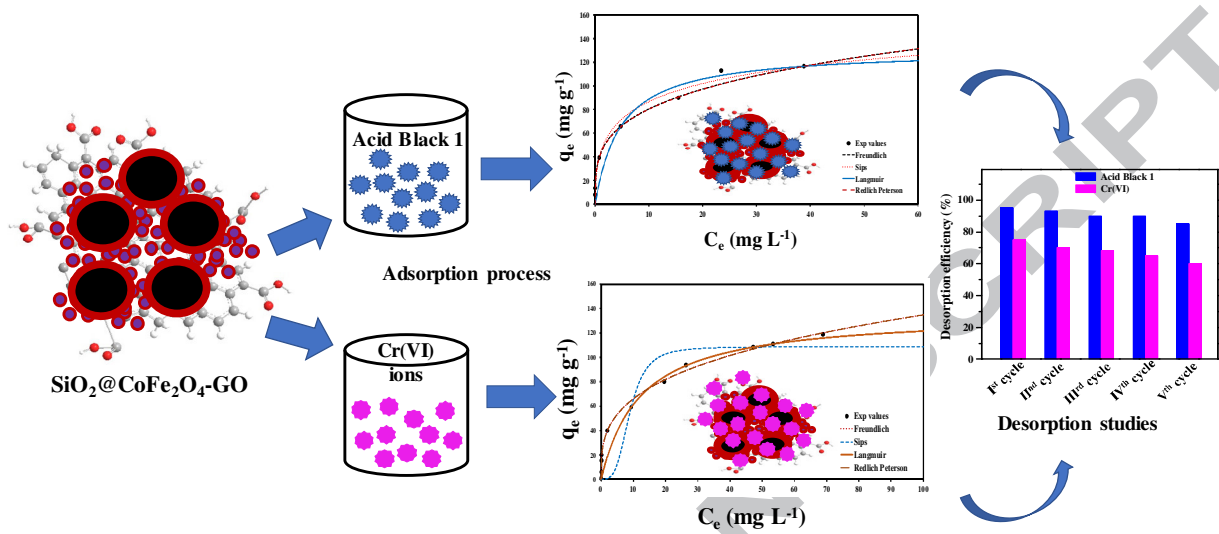 SiO2@CoFe2O4-GO
Acid Black 1
Adsorption process
Cr(VI)
ions
qe (mg g-1)
160
140
120
100
80
60
40
20
0
0
10
20
30
40
50
60
Exp values
Freundlich
Sips
Langmuir
Redlich Peterson
Ce (mg L-1)
qe (mg g-1)
160
140
120
100
80
60
40
20
0
0
10
20
30
40
50
60
70
80
90
100
Exp values
Freundlich
Sips
Langmuir
Redlich Peterson
Ce (mg L-1)
Acid Black 1
Cr(VI)
Desorption efficiency (%)
100
80
60
40
20
0
Ist cycle
IInd cycle
IIIrd cycle
IVth cycle
Vth cycle
Desorption studies
SCRIPT